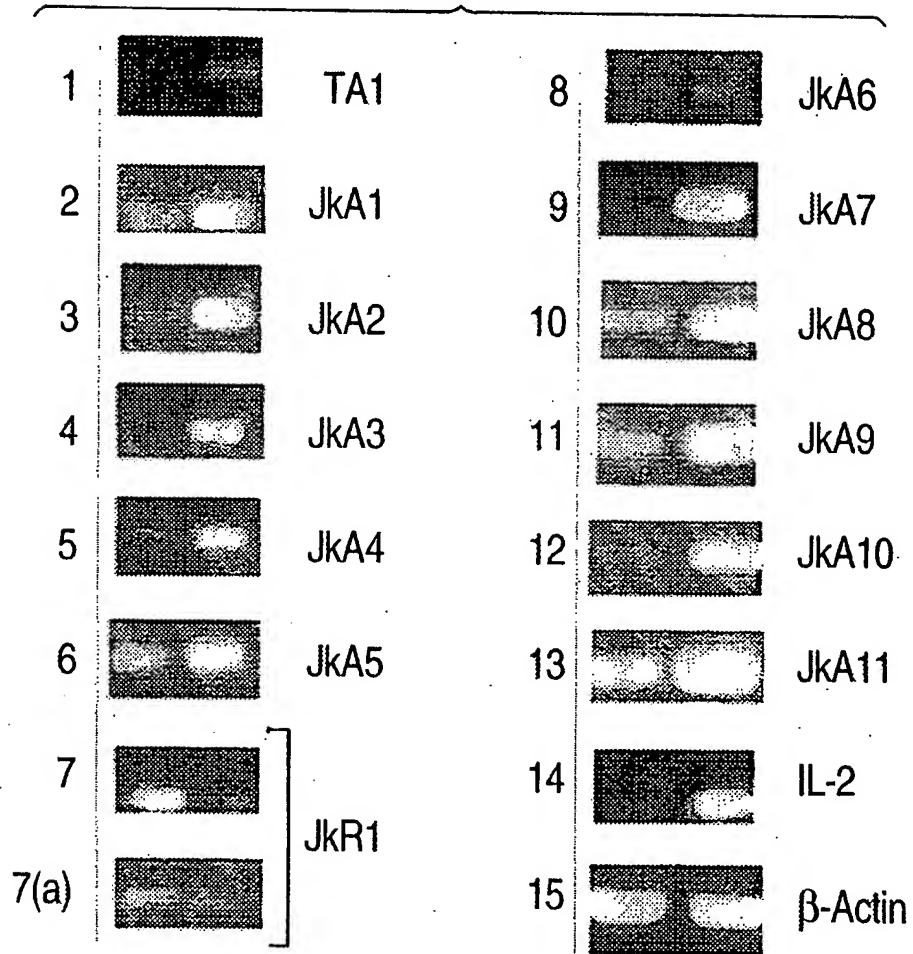 1 TA1
2 JkA1
3 JkA2
4 JkA3
5 JkA4
6 JkA5
7
JkR1
7(a)
8 JkA6
9 JkA7
10 JkA8
11 JkA9
12 JkA10
13 JkA11
14 IL-2
15 β-Actin